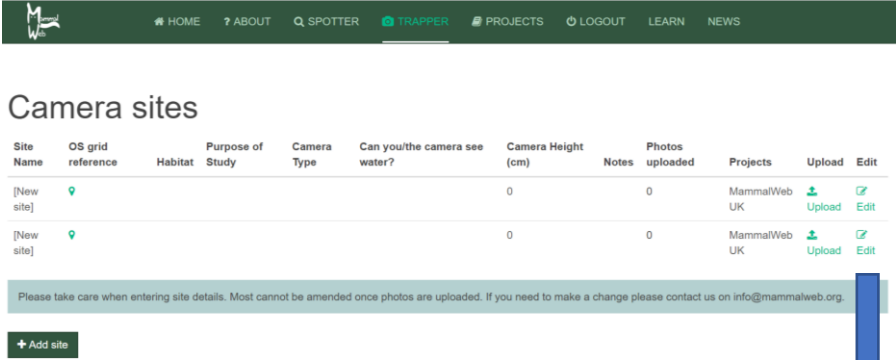 Mammal
Web
HOME ? ABOUT SPOTTER TRAPPER PROJECTS LOGOUT LEARN NEWS
Camera sites
Site Name OS grid reference Habitat Purpose of Study Camera Type Can you/the camera see water? Camera Height (cm) Notes Photos uploaded Projects Upload Edit
[New site] 0 0 MammalWeb UK Upload Edit
[New site] 0 0 MammalWeb UK Upload Edit
Please take care when entering site details. Most cannot be amended once photos are uploaded. If you need to make a change please contact us on info@mammalweb.org.
+ Add site